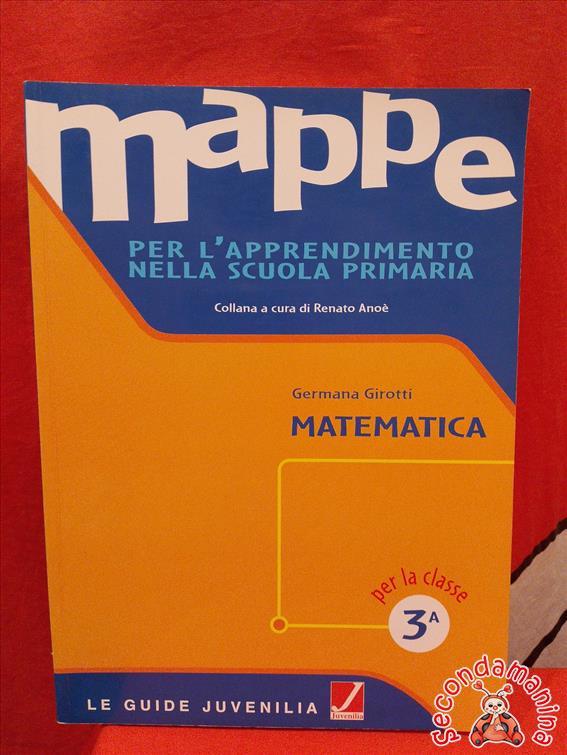 mappe
PER L'APPRENDIMENTO
NELLA SCUOLA PRIMARIA
Collana a cura di Renato Anoè
Germana Girotti
MATEMATICA
per la classe
3A
LE GUIDE JUVENILIA
J
Juvenilia
secondamanina